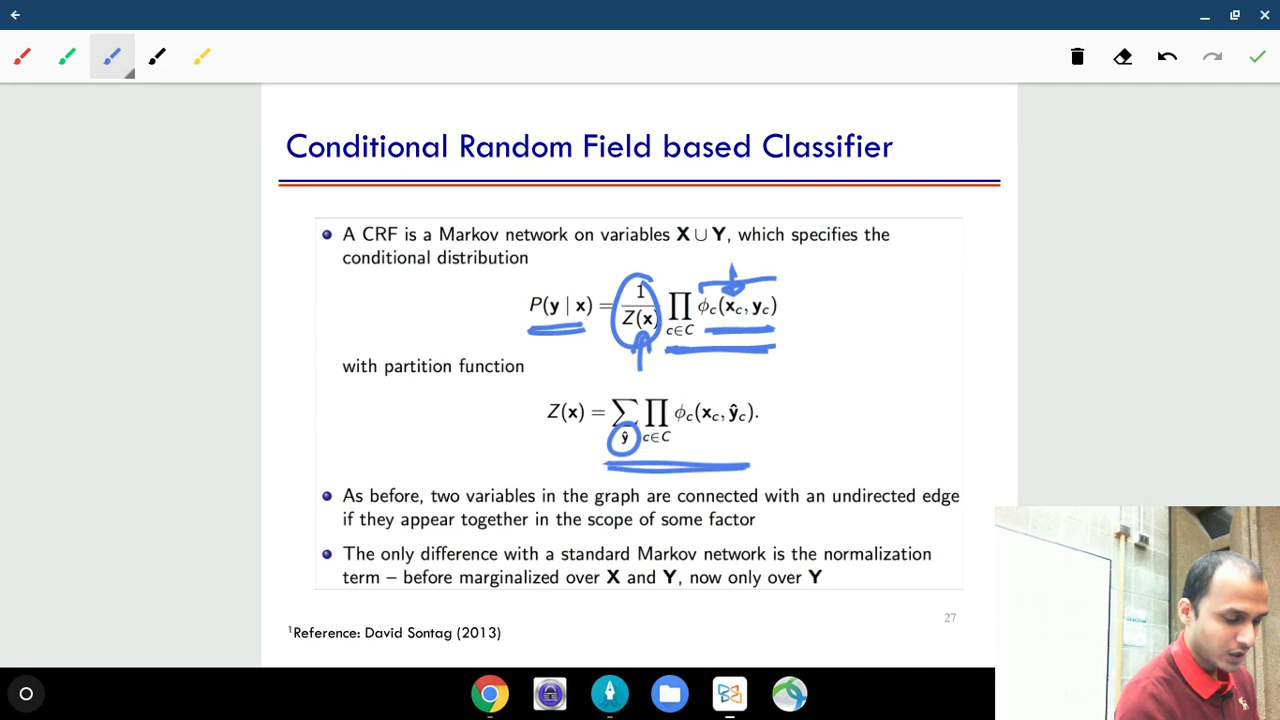 Conditional Random Field based Classifier
A CRF is a Markov network on variables X ∪ Y, which specifies the
conditional distribution
P(y | x) = 1/Z(x) ∏_{c∈C} ϕ_c(x_c, y_c)
with partition function
Z(x) = ∑_ŷ ∏_{c∈C} ϕ_c(x_c, ŷ_c).
As before, two variables in the graph are connected with an undirected edge
if they appear together in the scope of some factor
The only difference with a standard Markov network is the normalization
term – before marginalized over X and Y, now only over Y
27
¹Reference: David Sontag (2013)